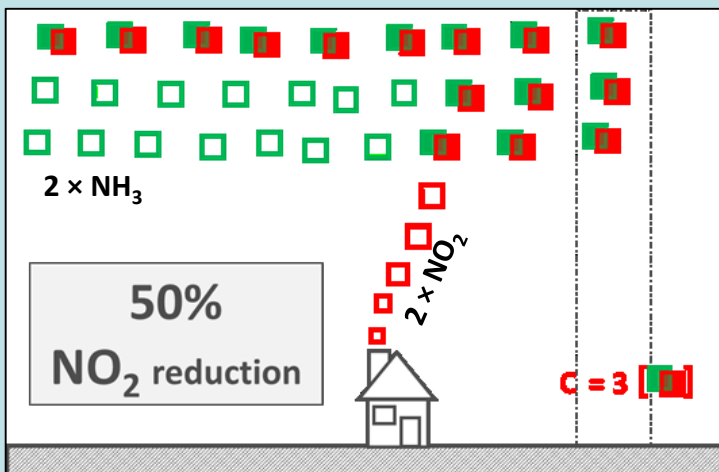 2 × NH₃
2 × NO₂
50%
NO₂ reduction
C = 3 [ ]